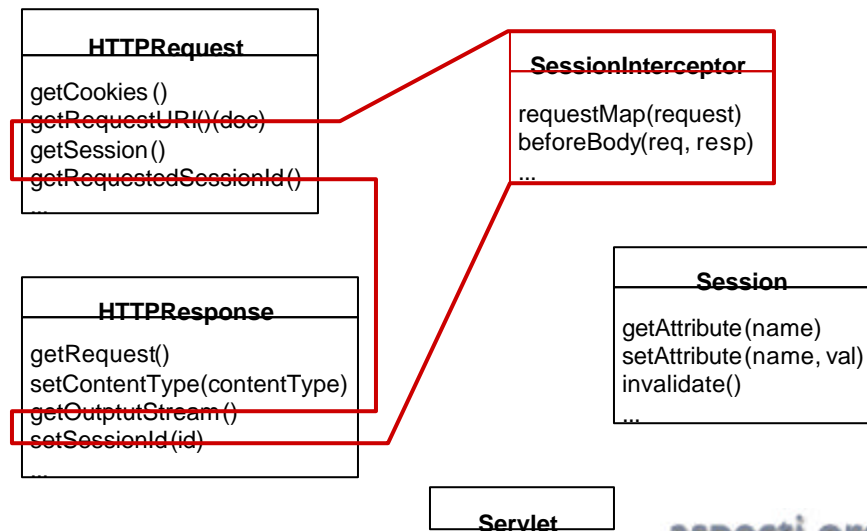 HTTPRequest
getCookies ()
getRequestURI()(doc)
getSession ()
getRequestedSessionId()
...
SessionInterceptor
requestMap(request)
beforeBody(req, resp)
...
HTTPResponse
getRequest()
setContentType(contentType)
getOutptutStream ()
setSessionId(id)
...
Session
getAttribute(name)
setAttribute(name, val)
invalidate()
...
Servlet